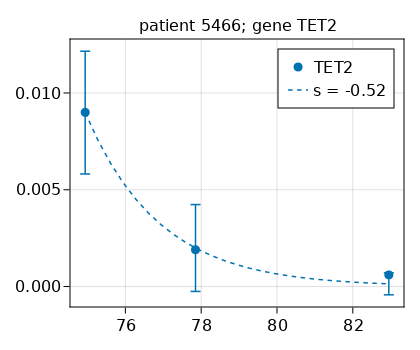 patient 5466; gene TET2
TET2
s = -0.52
0.010
0.005
0.000
76 78 80 82